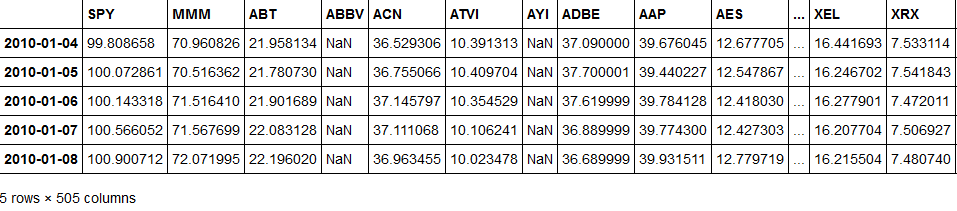 SPY MMM ABT ABBV ACN ATVI AYI ADBE AAP AES ... XEL XRX
2010-01-04 99.808658 70.960826 21.958134 NaN 36.529306 10.391313 NaN 37.090000 39.676045 12.677705 ... 16.441693 7.533114
2010-01-05 100.072861 70.516362 21.780730 NaN 36.755066 10.409704 NaN 37.700001 39.440227 12.547867 ... 16.246702 7.541843
2010-01-06 100.143318 71.516410 21.901689 NaN 37.145797 10.354529 NaN 37.619999 39.784128 12.418030 ... 16.277901 7.472011
2010-01-07 100.566052 71.567699 22.083128 NaN 37.111068 10.106241 NaN 36.889999 39.774300 12.427303 ... 16.207704 7.506927
2010-01-08 100.900712 72.071995 22.196020 NaN 36.963455 10.023478 NaN 36.689999 39.931511 12.779719 ... 16.215504 7.480740
5 rows × 505 columns